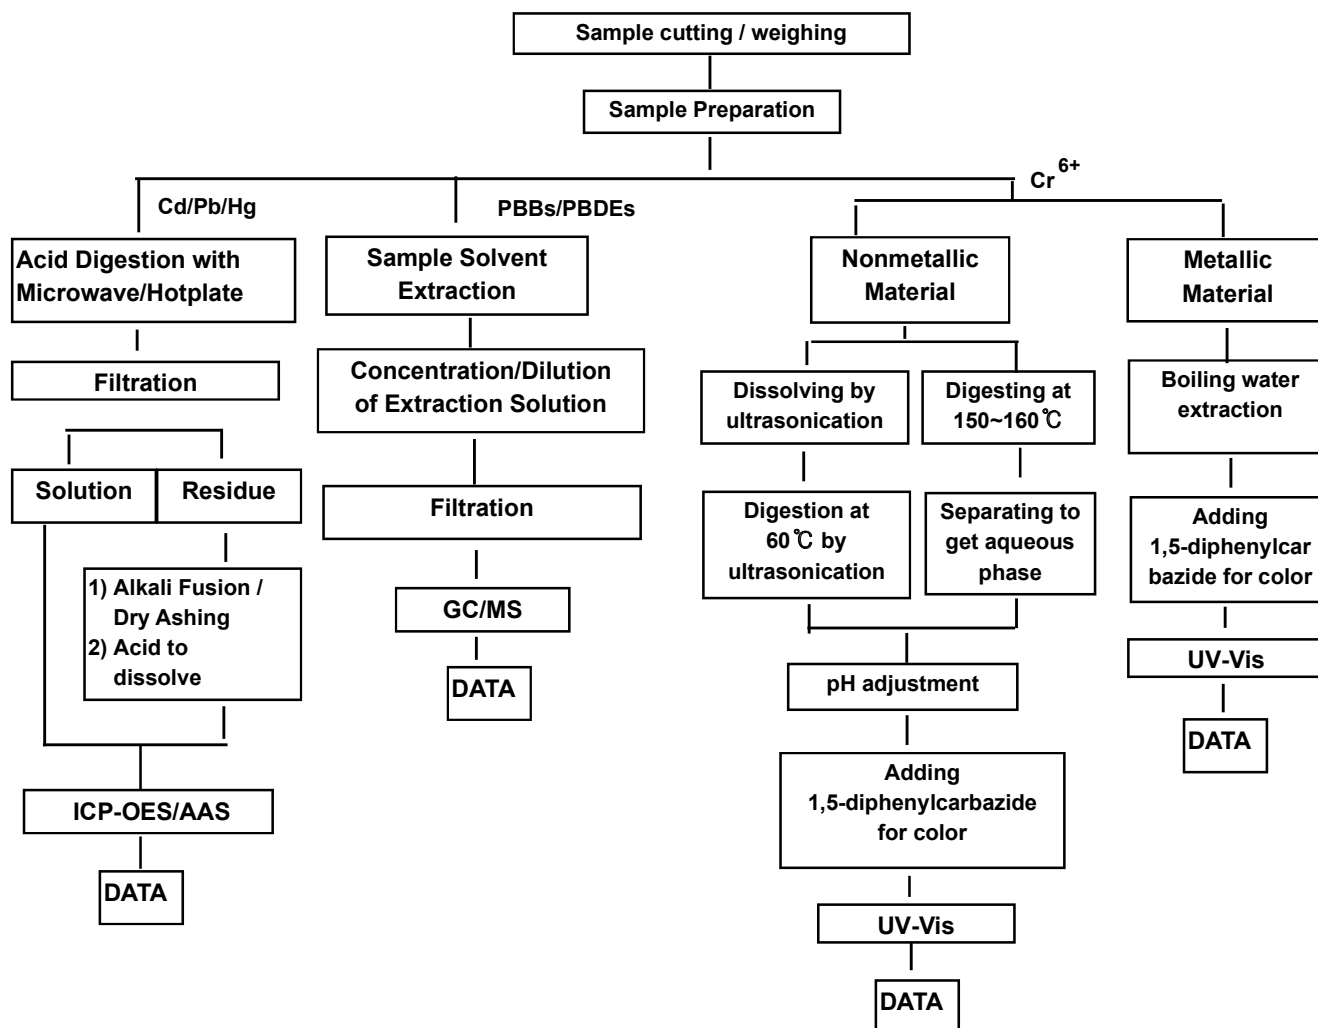 Sample cutting / weighing
Sample Preparation
Cr 6+
Cd/Pb/Hg
PBBs/PBDEs
Acid Digestion with
Microwave/Hotplate
Filtration
Solution
Residue
1) Alkali Fusion /
Dry Ashing
2) Acid to
dissolve
ICP-OES/AAS
DATA
Sample Solvent
Extraction
Concentration/Dilution
of Extraction Solution
Filtration
GC/MS
DATA
Nonmetallic
Material
Dissolving by
ultrasonication
Digestion at
60℃ by
ultrasonication
Digesting at
150~160℃
Separating to
get aqueous
phase
pH adjustment
Adding
1,5-diphenylcarbazide
for color
UV-Vis
DATA
Metallic
Material
Boiling water
extraction
Adding
1,5-diphenylcar
bazide for color
UV-Vis
DATA